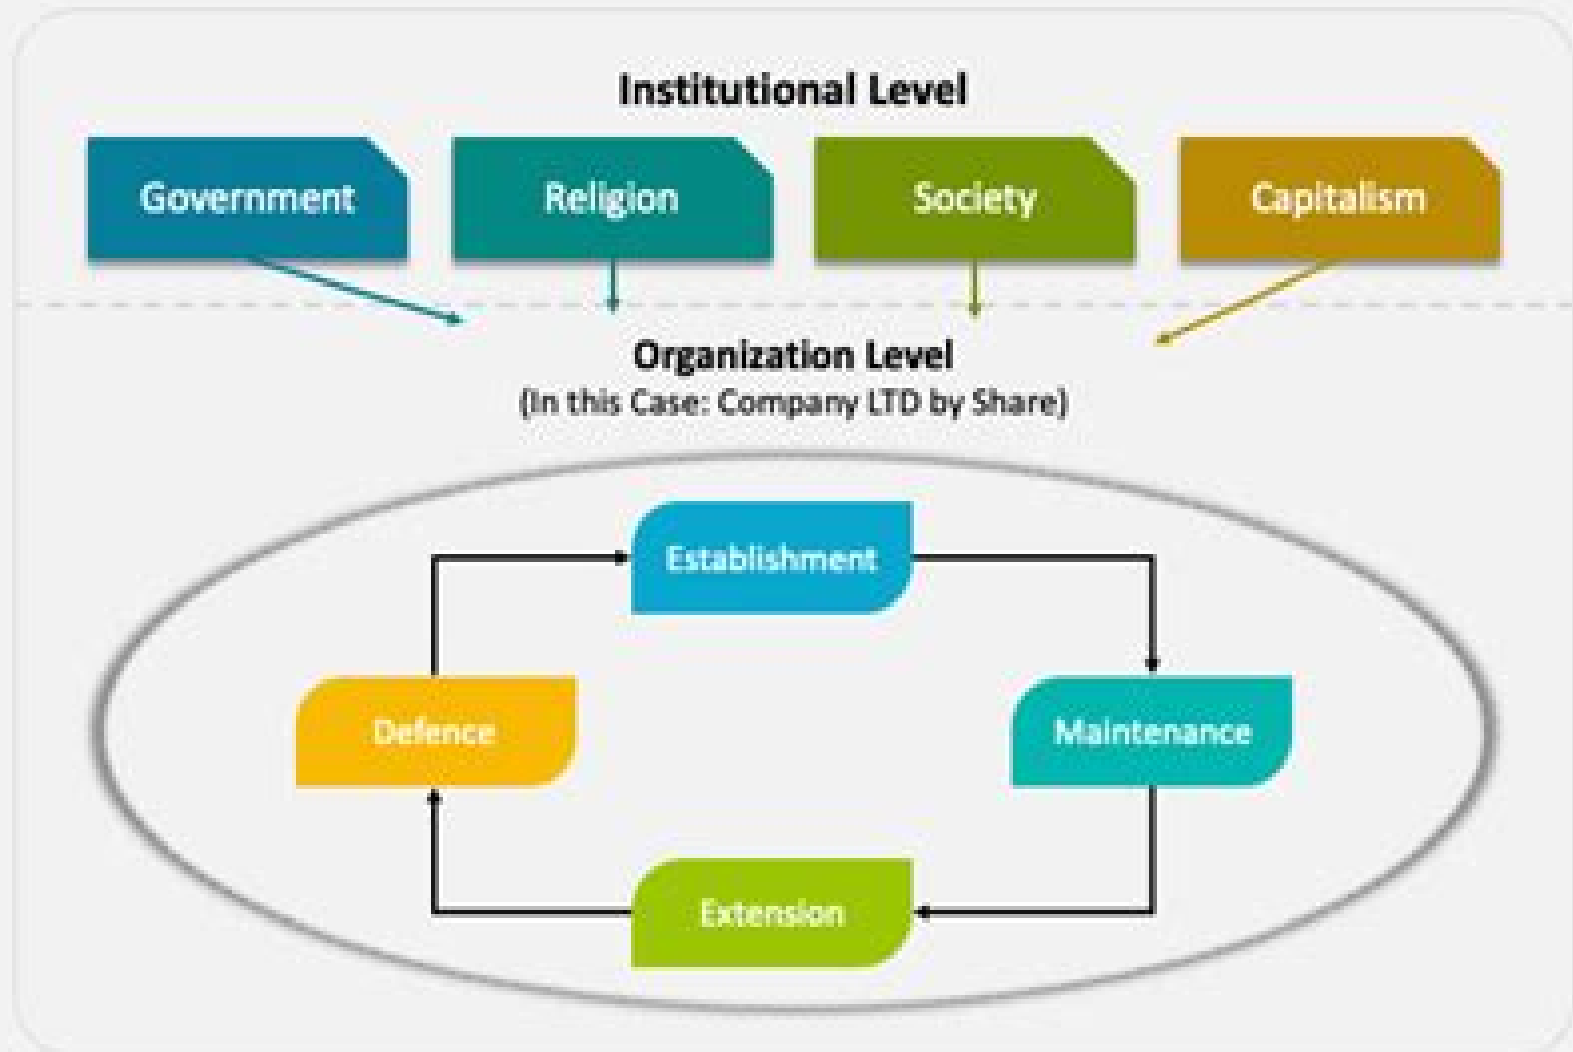 Institutional Level
Government
Religion
Society
Capitalism
Organization Level
(In this Case: Company LTD by Share)
Establishment
Defence
Maintenance
Extension